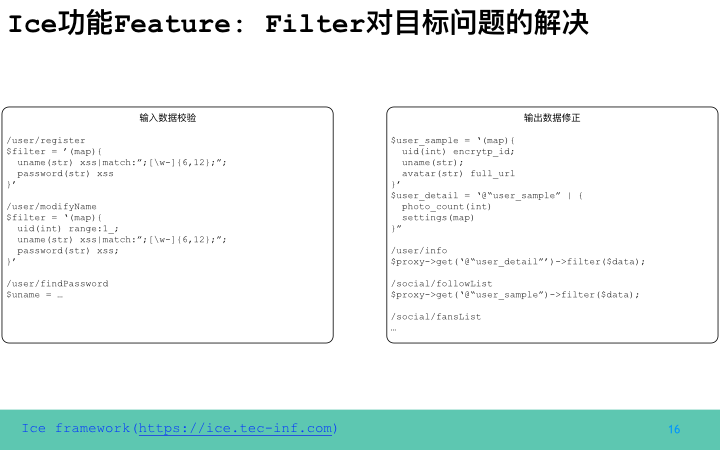 Ice功能Feature: Filter对目标问题的解决
输入数据校验
/user/register
$filter = ’(map){
uname(str) xss|match:”;[\w-]{6,12};”;
password(str) xss
}’
/user/modifyName
$filter = ‘(map){
uid(int) range:1_;
uname(str) xss|match:”;[\w-]{6,12};”;
password(str) xss;
}’
/user/findPassword
$uname = …
输出数据修正
$user_sample = ‘(map){
uid(int) encrytp_id;
uname(str);
avatar(str) full_url
}’
$user_detail = ‘@“user_sample” | {
photo_count(int)
settings(map)
}”
/user/info
$proxy->get(‘@“user_detail”’)->filter($data);
/social/followList
$proxy->get(‘@“user_sample”)->filter($data);
/social/fansList
…
Ice framework(https://ice.tec-inf.com)
16